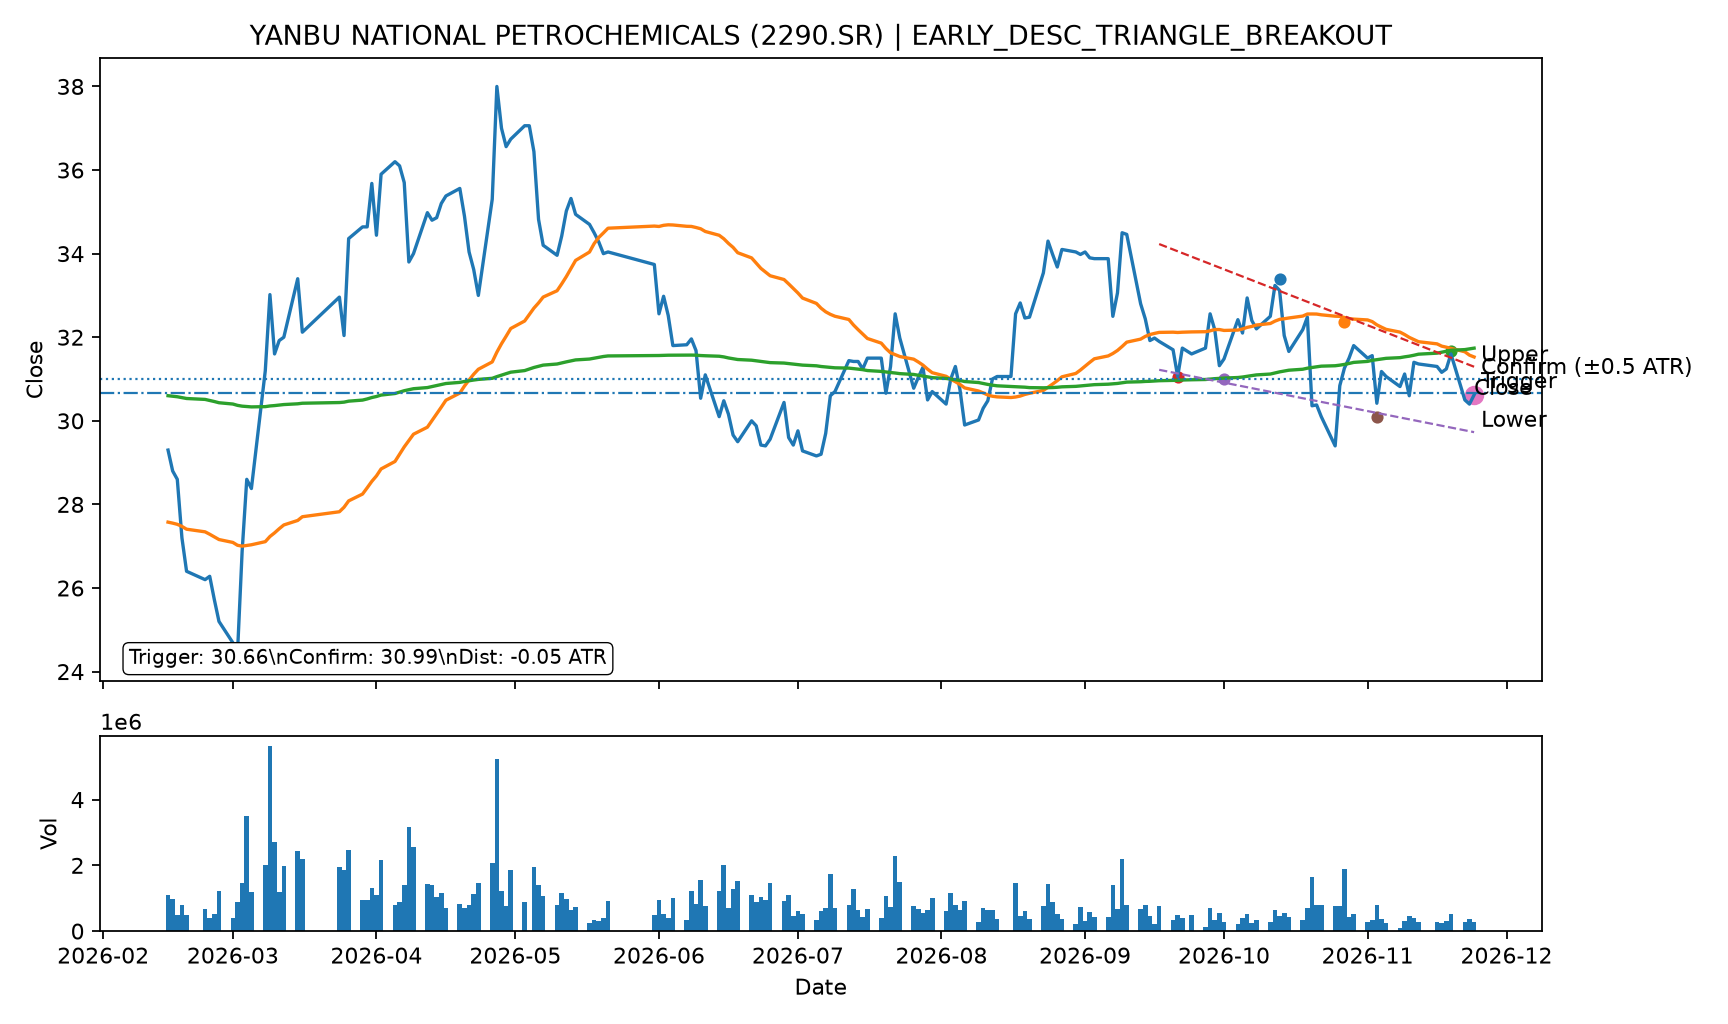 YANBU NATIONAL PETROCHEMICALS (2290.SR) | EARLY_DESC_TRIANGLE_BREAKOUT
Close
38
36
34
32
30
28
26
24
Upper
Confirm (±0.5 ATR)
Trigger
Close
Lower
Trigger: 30.66\nConfirm: 30.99\nDist: -0.05 ATR
1e6
Vol
4
2
0
2026-02 2026-03 2026-04 2026-05 2026-06 2026-07 2026-08 2026-09 2026-10 2026-11 2026-12
Date